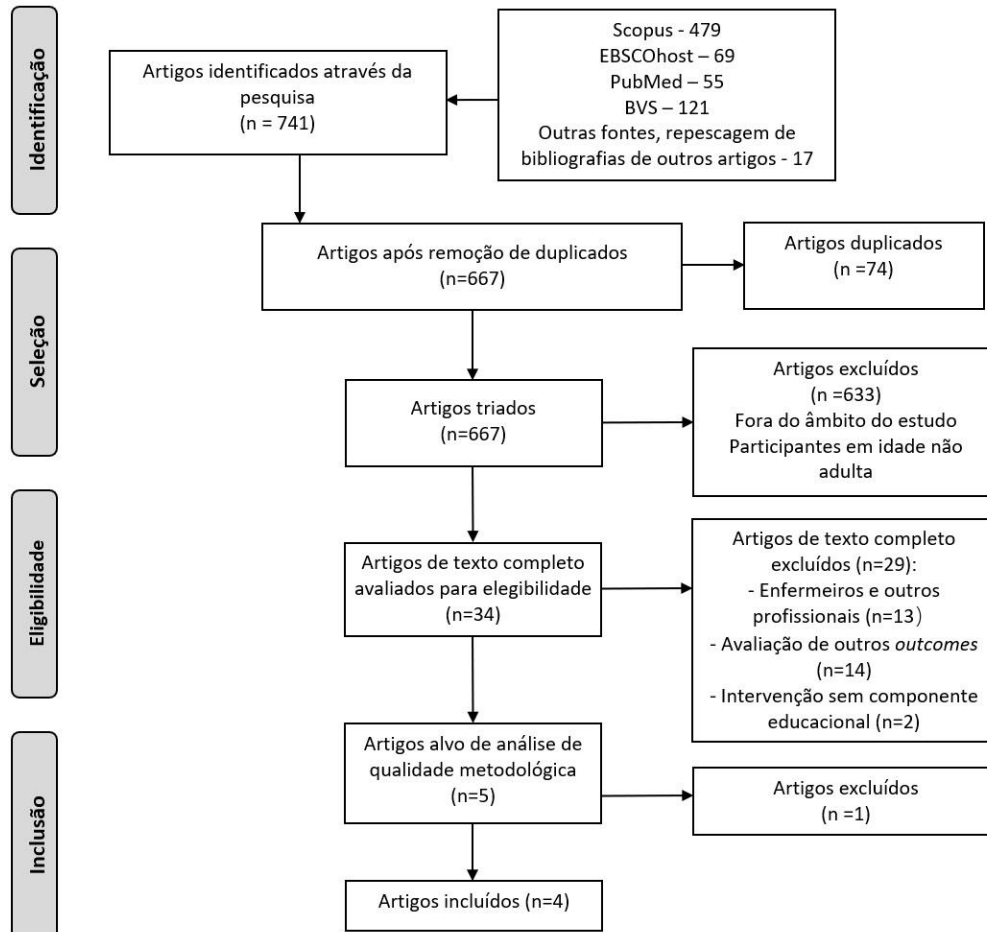 Identificação
Artigos identificados através da
pesquisa
(n = 741)
Scopus - 479
EBSCOhost – 69
PubMed – 55
BVS – 121
Outras fontes, repescagem de
bibliografias de outros artigos - 17
Seleção
Artigos após remoção de duplicados
(n=667)
Artigos duplicados
(n =74)
Artigos triados
(n=667)
Artigos excluídos
(n =633)
Fora do âmbito do estudo
Participantes em idade não
adulta
Eligibilidade
Artigos de texto completo
avaliados para elegibilidade
(n=34)
Artigos de texto completo
excluídos (n=29):
- Enfermeiros e outros
profissionais (n=13)
- Avaliação de outros outcomes
(n=14)
- Intervenção sem componente
educacional (n=2)
Inclusão
Artigos alvo de análise de
qualidade metodológica
(n=5)
Artigos excluídos
(n =1)
Artigos incluídos (n=4)